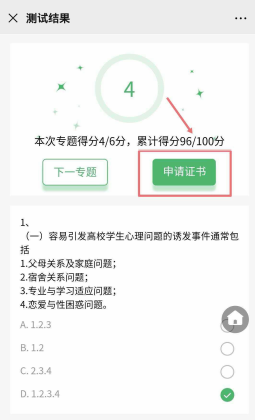 测试结果
4
本次专题得分4/6分，累计得分96/100分
下一专题
申请证书
1、
（一）容易引发高校学生心理问题的诱发事件通常包
括
1.父母关系及家庭问题；
2.宿舍关系问题；
3.专业与学习适应问题；
4.恋爱与性困惑问题。
A. 1.2.3
B. 1.2
C. 2.3.4
D. 1.2.3.4